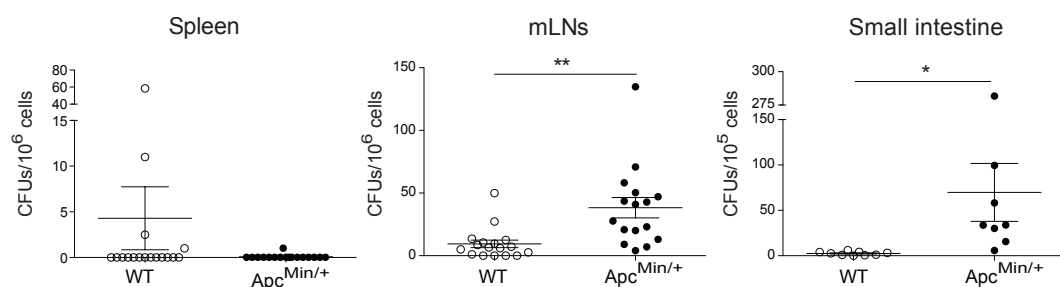 Spleen
CFUs/10⁶ cells
80
60
40
15
10
5
0
WT
Apc^Min/+
mLNs
CFUs/10⁶ cells
150
100
50
0
**
WT
Apc^Min/+
Small intestine
CFUs/10⁵ cells
300
275
150
100
50
0
*
WT
Apc^Min/+